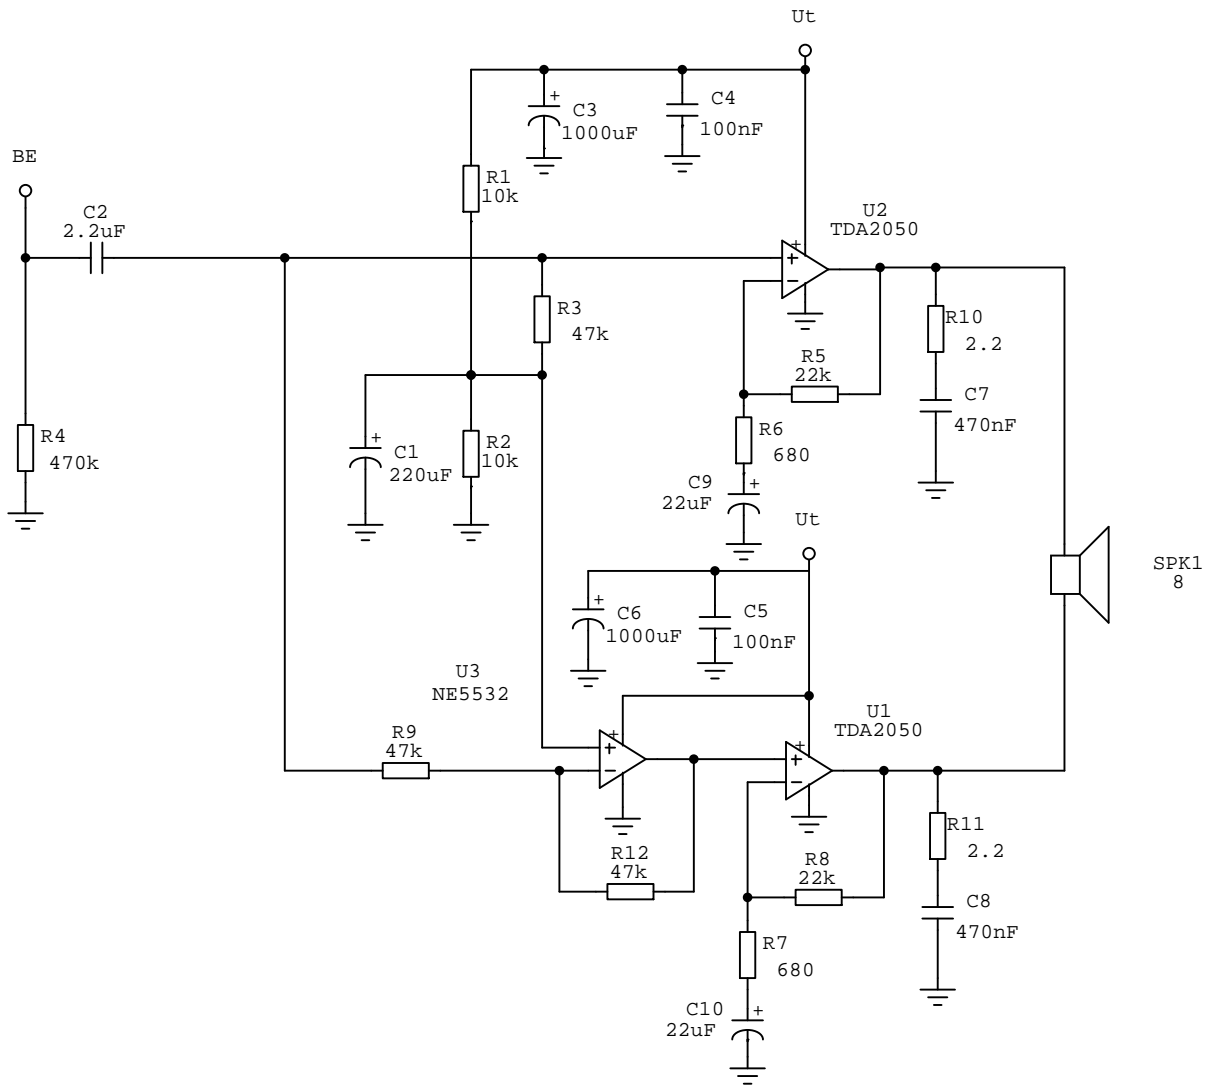 Ut
C3
1000uF
C4
100nF
BE
C2
2.2uF
R1
10k
U2
TDA2050
+
+
+
−
R3
47k
R10
2.2
R5
22k
C7
470nF
R4
470k
+
C1
220uF
R2
10k
R6
680
C9
22uF
+
Ut
SPK1
8
+
C6
1000uF
C5
100nF
U3
NE5532
+
+
−
U1
TDA2050
+
+
−
R9
47k
R12
47k
R8
22k
R11
2.2
C8
470nF
R7
680
C10
22uF
+